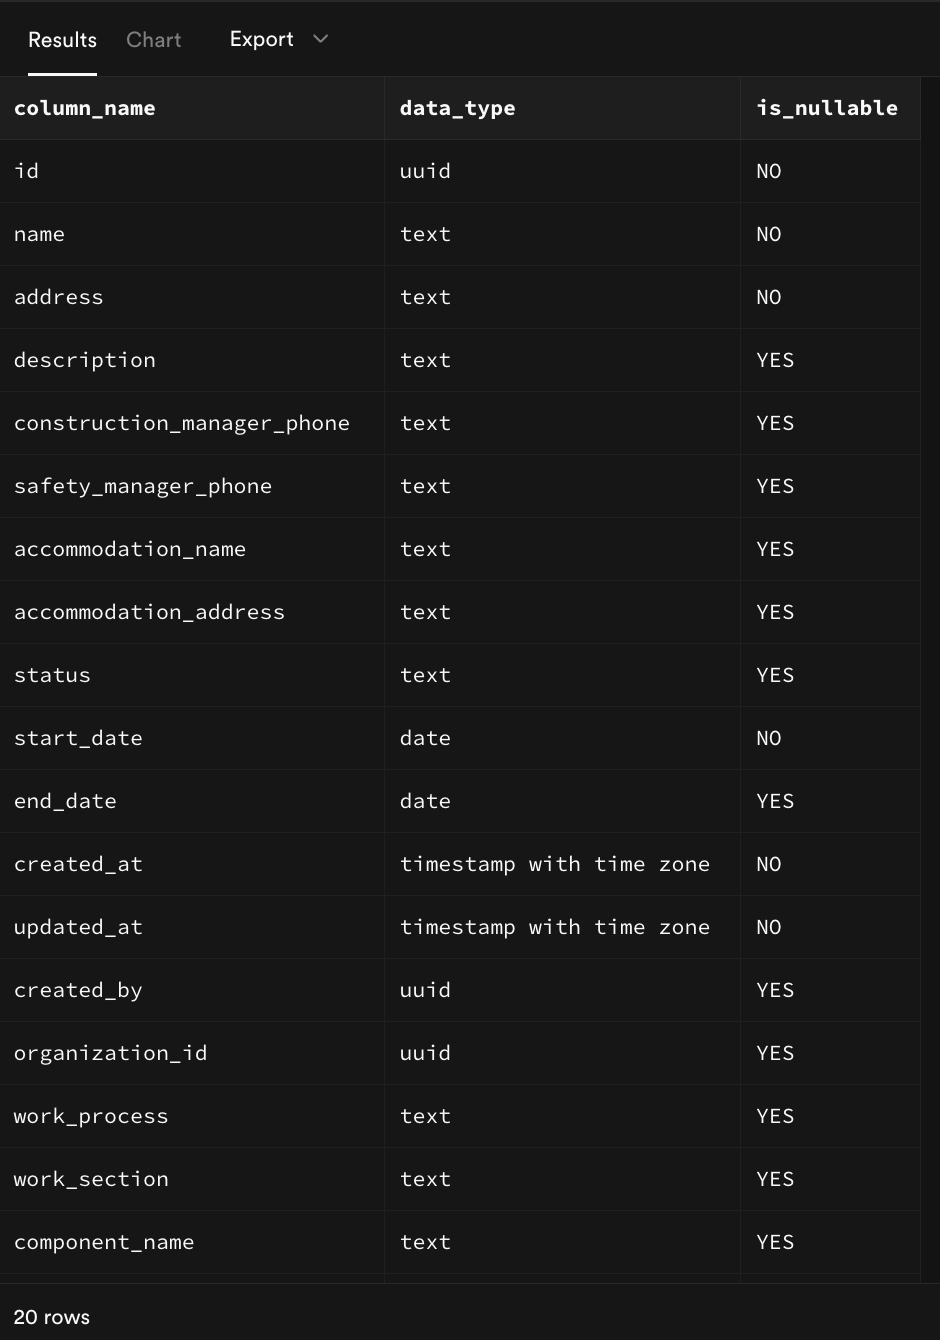 Results Chart Export
column_name data_type is_nullable
id uuid NO
name text NO
address text NO
description text YES
construction_manager_phone text YES
safety_manager_phone text YES
accommodation_name text YES
accommodation_address text YES
status text YES
start_date date NO
end_date date YES
created_at timestamp with time zone NO
updated_at timestamp with time zone NO
created_by uuid YES
organization_id uuid YES
work_process text YES
work_section text YES
component_name text YES
20 rows